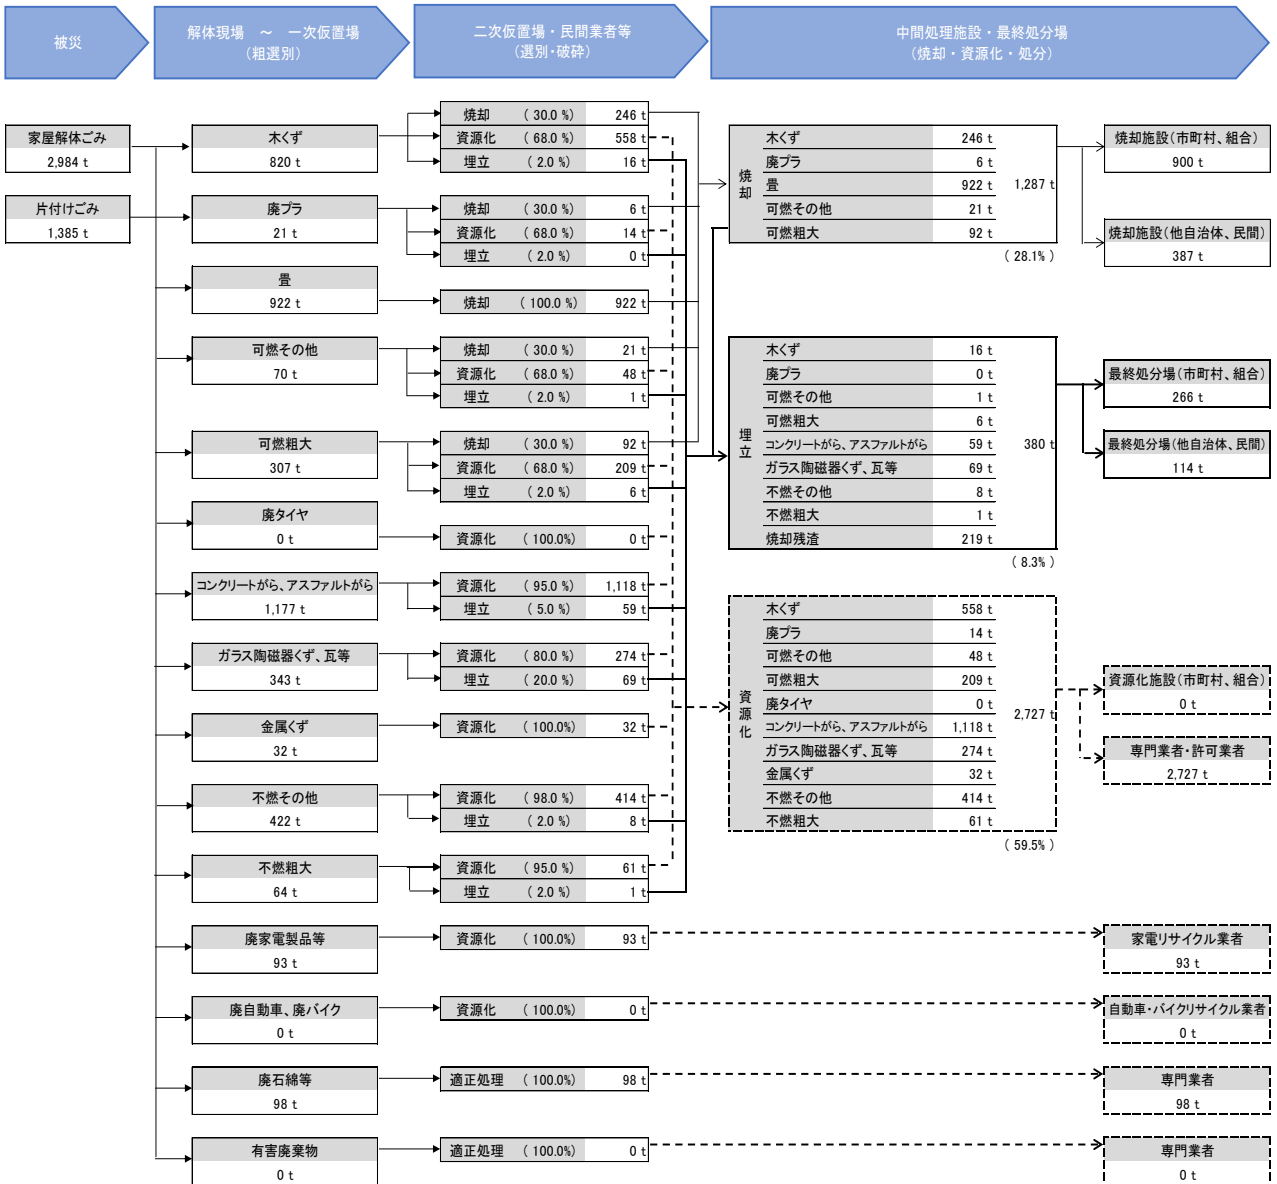 被災
解体現場　～　一次仮置場
（粗選別）
二次仮置場・民間業者等
（選別・破砕）
中間処理施設・最終処分場
（焼却・資源化・処分）
家屋解体ごみ
2,984 t
片付けごみ
1,385 t
木くず
820 t
廃プラ
21 t
畳
922 t
可燃その他
70 t
可燃粗大
307 t
廃タイヤ
0 t
コンクリートがら、アスファルトがら
1,177 t
ガラス陶磁器くず、瓦等
343 t
金属くず
32 t
不燃その他
422 t
不燃粗大
64 t
廃家電製品等
93 t
廃自動車、廃バイク
0 t
廃石綿等
98 t
有害廃棄物
0 t
焼却 （ 30.0 %） 246 t
資源化 （ 68.0 %） 558 t
埋立 （ 2.0 %） 16 t
焼却 （ 30.0 %） 6 t
資源化 （ 68.0 %） 14 t
埋立 （ 2.0 %） 0 t
焼却 （ 100.0 %） 922 t
焼却 （ 30.0 %） 21 t
資源化 （ 68.0 %） 48 t
埋立 （ 2.0 %） 1 t
焼却 （ 30.0 %） 92 t
資源化 （ 68.0 %） 209 t
埋立 （ 2.0 %） 6 t
資源化 （ 100.0%） 0 t
資源化 （ 95.0 %） 1,118 t
埋立 （ 5.0 %） 59 t
資源化 （ 80.0 %） 274 t
埋立 （ 20.0 %） 69 t
資源化 （ 100.0%） 32 t
資源化 （ 98.0 %） 414 t
埋立 （ 2.0 %） 8 t
資源化 （ 95.0 %） 61 t
埋立 （ 2.0 %） 1 t
資源化 （ 100.0%） 93 t
資源化 （ 100.0%） 0 t
適正処理 （ 100.0%） 98 t
適正処理 （ 100.0%） 0 t
焼却
木くず 246 t
廃プラ 6 t
畳 922 t 1,287 t
可燃その他 21 t
可燃粗大 92 t
（ 28.1% ）
埋立
木くず 16 t
廃プラ 0 t
可燃その他 1 t
可燃粗大 6 t
コンクリートがら、アスファルトがら 59 t 380 t
ガラス陶磁器くず、瓦等 69 t
不燃その他 8 t
不燃粗大 1 t
焼却残渣 219 t
（ 8.3% ）
資源化
木くず 558 t
廃プラ 14 t
可燃その他 48 t
可燃粗大 209 t
廃タイヤ 0 t 2,727 t
コンクリートがら、アスファルトがら 1,118 t
ガラス陶磁器くず、瓦等 274 t
金属くず 32 t
不燃その他 414 t
不燃粗大 61 t
（ 59.5% ）
焼却施設（市町村、組合）
900 t
焼却施設（他自治体、民間）
387 t
最終処分場（市町村、組合）
266 t
最終処分場（他自治体、民間）
114 t
資源化施設（市町村、組合）
0 t
専門業者・許可業者
2,727 t
家電リサイクル業者
93 t
自動車・バイクリサイクル業者
0 t
専門業者
98 t
専門業者
0 t